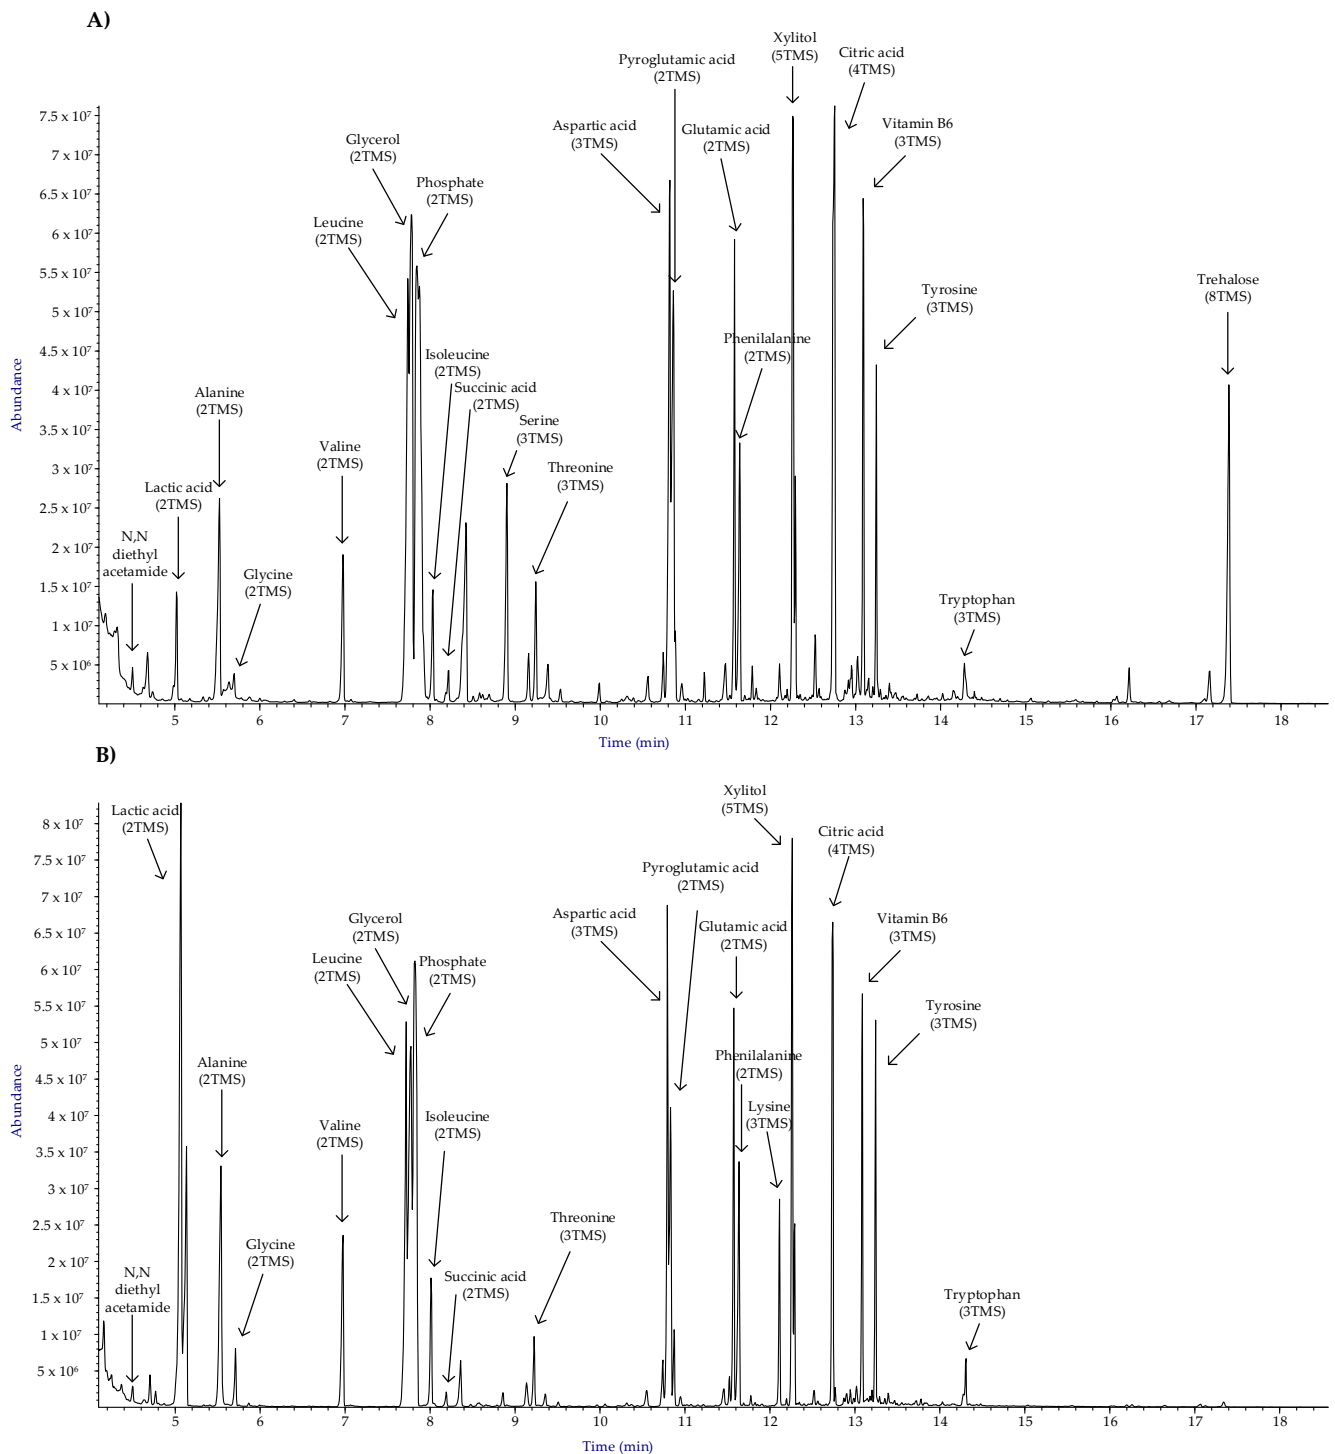 A)
Xylitol
(5TMS)
Citric acid
(4TMS)
Pyroglutamic acid
(2TMS)
Aspartic acid
(3TMS)
Glutamic acid
(2TMS)
Vitamin B6
(3TMS)
Glycerol
(2TMS)
Phosphate
(2TMS)
Leucine
(2TMS)
Trehalose
(8TMS)
Tyrosine
(3TMS)
Phenilalanine
(2TMS)
Isoleucine
(2TMS)
Succinic acid
(2TMS)
Alanine
(2TMS)
Serine
(3TMS)
Valine
(2TMS)
Threonine
(3TMS)
Lactic acid
(2TMS)
N,N
diethyl
acetamide
Glycine
(2TMS)
Tryptophan
(3TMS)
7.5 x 10⁷
7 x 10⁷
6.5 x 10⁷
6 x 10⁷
5.5 x 10⁷
5 x 10⁷
4.5 x 10⁷
4 x 10⁷
3.5 x 10⁷
3 x 10⁷
2.5 x 10⁷
2 x 10⁷
1.5 x 10⁷
1 x 10⁷
5 x 10⁶
Abundance
5 6 7 8 9 10 11 12 13 14 15 16 17 18
Time (min)
B)
Xylitol
(5TMS)
Lactic acid
(2TMS)
Citric acid
(4TMS)
Pyroglutamic acid
(2TMS)
Aspartic acid
(3TMS)
Glycerol
(2TMS)
Glutamic acid
(2TMS)
Vitamin B6
(3TMS)
Leucine
(2TMS)
Phosphate
(2TMS)
Tyrosine
(3TMS)
Alanine
(2TMS)
Phenilalanine
(2TMS)
Lysine
(3TMS)
Valine
(2TMS)
Isoleucine
(2TMS)
Threonine
(3TMS)
Glycine
(2TMS)
N,N
diethyl
acetamide
Succinic acid
(2TMS)
Tryptophan
(3TMS)
8 x 10⁷
7.5 x 10⁷
7 x 10⁷
6.5 x 10⁷
6 x 10⁷
5.5 x 10⁷
5 x 10⁷
4.5 x 10⁷
4 x 10⁷
3.5 x 10⁷
3 x 10⁷
2.5 x 10⁷
2 x 10⁷
1.5 x 10⁷
1 x 10⁷
5 x 10⁶
Abundance
5 6 7 8 9 10 11 12 13 14 15 16 17 18
Time (min)